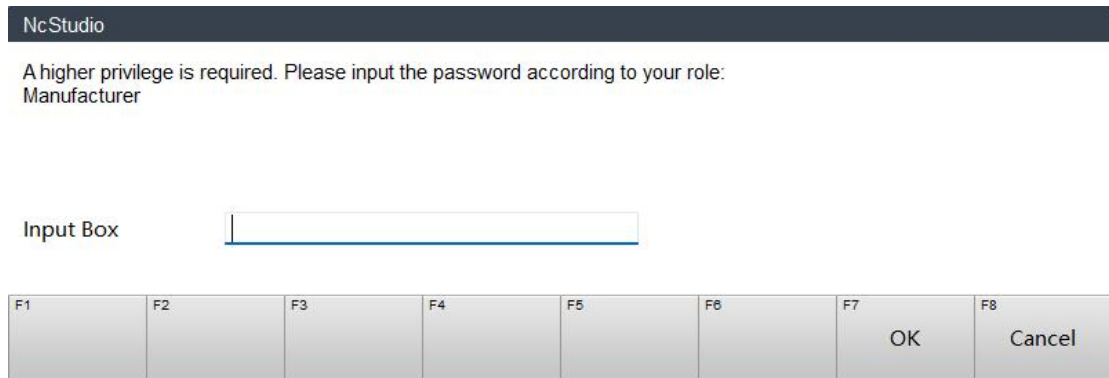 NcStudio
A higher privilege is required. Please input the password according to your role:
Manufacturer
Input Box
F1 F2 F3 F4 F5 F6 F7 F8
OK Cancel